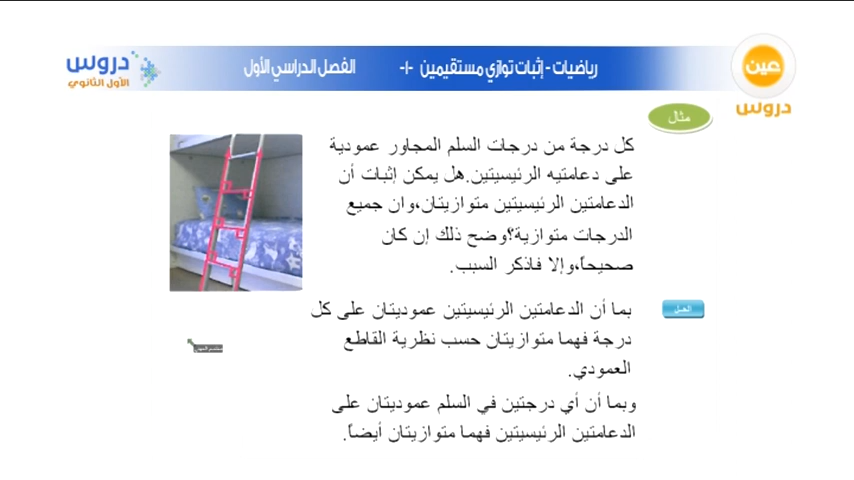 دروس
الأول الثانوي
رياضيات - إثبات توازي مستقيمين -١-
الفصل الدراسي الأول
عين
دروس
مثال
كل درجة من درجات السلم المجاور عمودية
على دعامتيه الرئيسيتين.هل يمكن إثبات أن
الدعامتين الرئيسيتين متوازيتان،وان جميع
الدرجات متوازية؟وضح ذلك إن كان
صحيحاً،وإلا فاذكر السبب.
الحل
بما أن الدعامتين الرئيسيتين عموديتان على كل
درجة فهما متوازيتان حسب نظرية القاطع
العمودي.
وبما أن أي درجتين في السلم عموديتان على
الدعامتين الرئيسيتين فهما متوازيتان أيضاً.